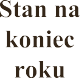 Stan na
koniec
roku